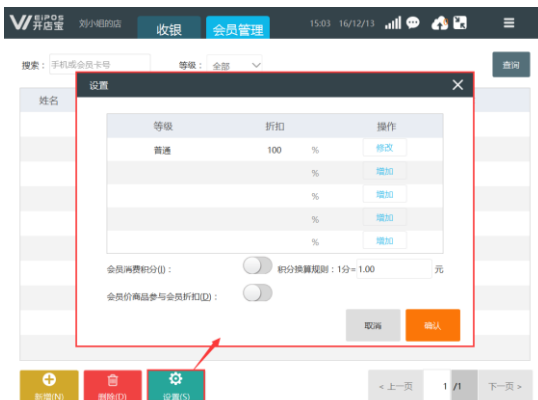 EiPOS
开店宝
刘小明的店
收银
会员管理
15:03 16/12/13
搜索：
手机或会员卡号
等级：
全部
查询
姓名
设置
等级 折扣 操作
普通 100 % 修改
% 增加
% 增加
% 增加
% 增加
会员消费积分(I)：
积分换算规则：1分=
1.00
元
会员价商品参与会员折扣(D)：
取消
确认
新增(N)
删除(D)
设置(S)
< 上一页
1 /1
下一页 >